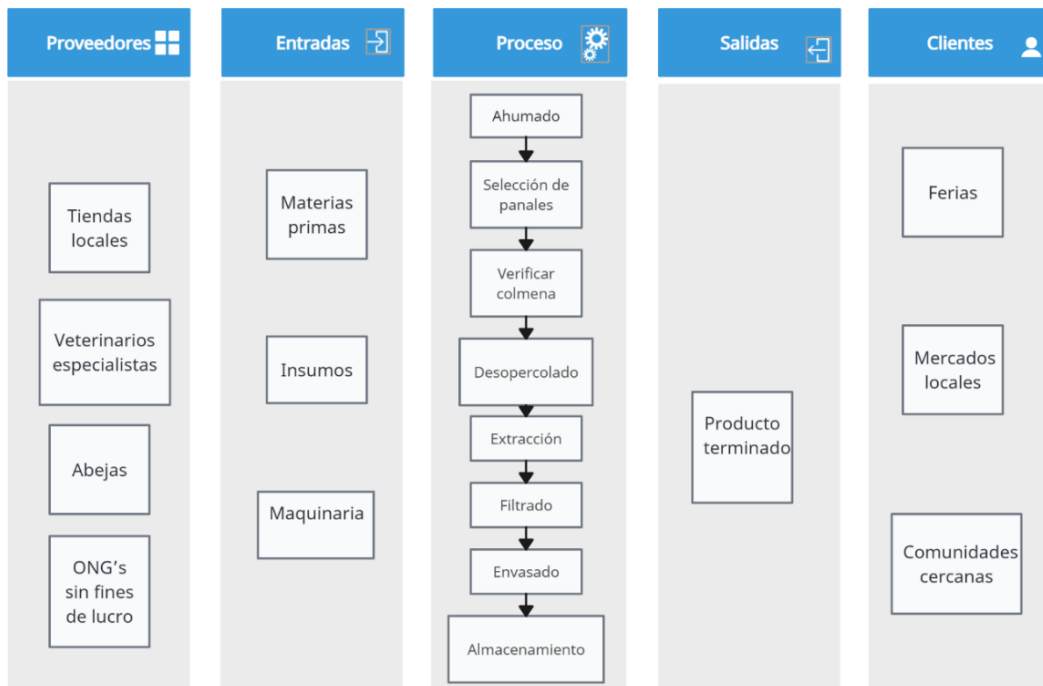 Proveedores
Entradas
Proceso
Salidas
Clientes
Tiendas
locales
Veterinarios
especialistas
Abejas
ONG's
sin fines
de lucro
Materias
primas
Insumos
Maquinaria
Ahumado
Selección de
panales
Verificar
colmena
Desopercolado
Extracción
Filtrado
Envasado
Almacenamiento
Producto
terminado
Ferias
Mercados
locales
Comunidades
cercanas